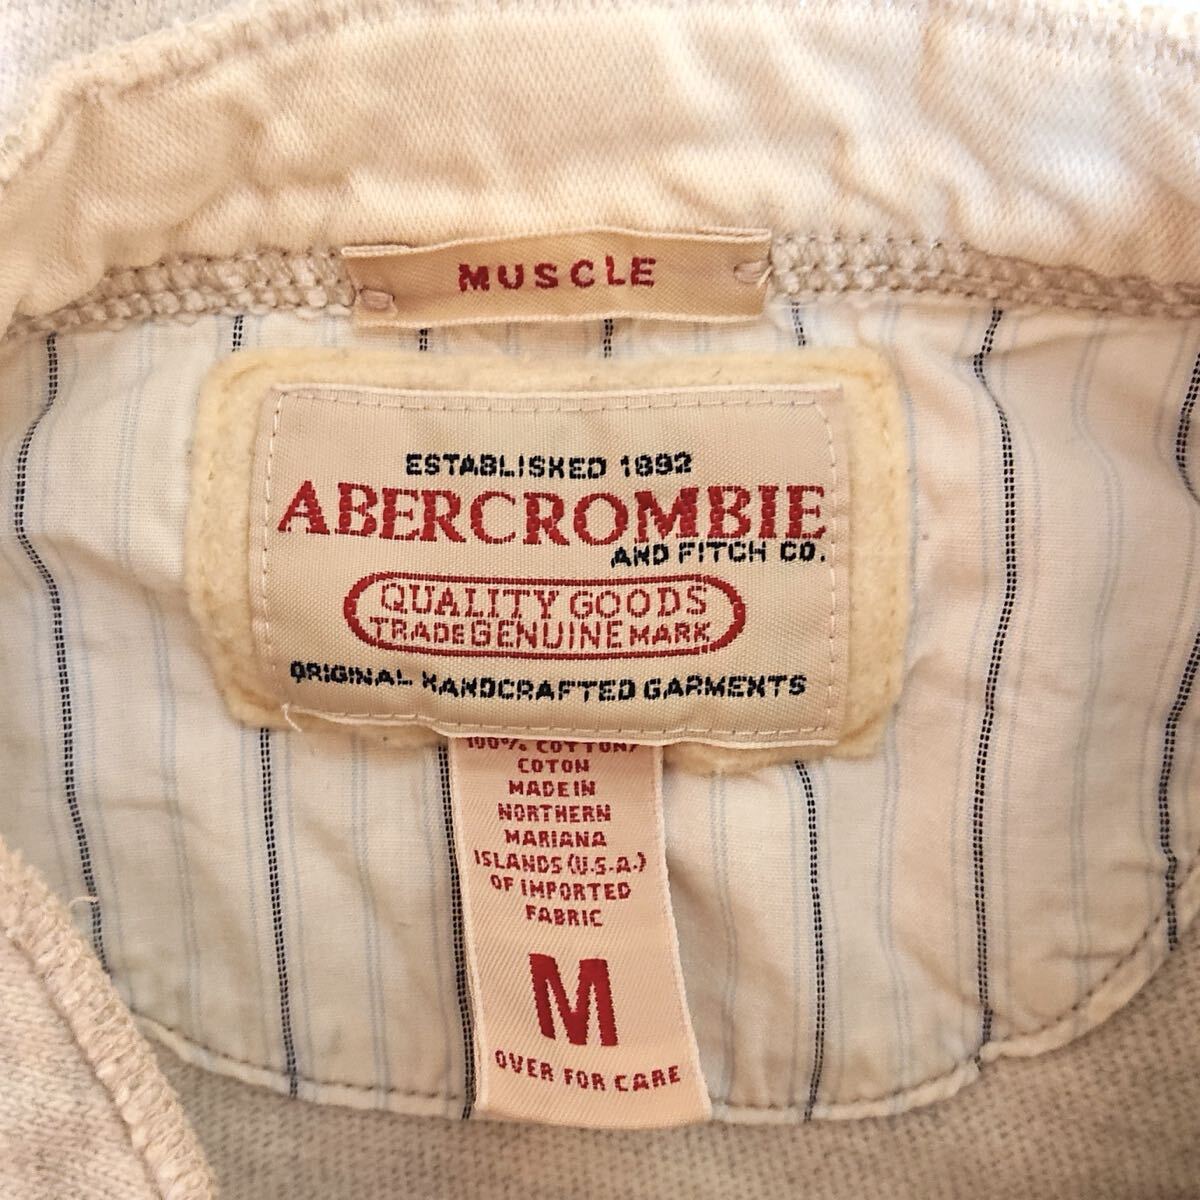 MUSCLE
ESTABLISHED 1892
ABERCROMBIE
AND FITCH CO.
QUALITY GOODS
TRADE GENUINE MARK
ORIGINAL HANDCRAFTED GARMENTS
100% COTTON/
COTON
MADE IN
NORTHERN
MARIANA
ISLANDS (U.S.A.)
OF IMPORTED
FABRIC
M
OVER FOR CARE